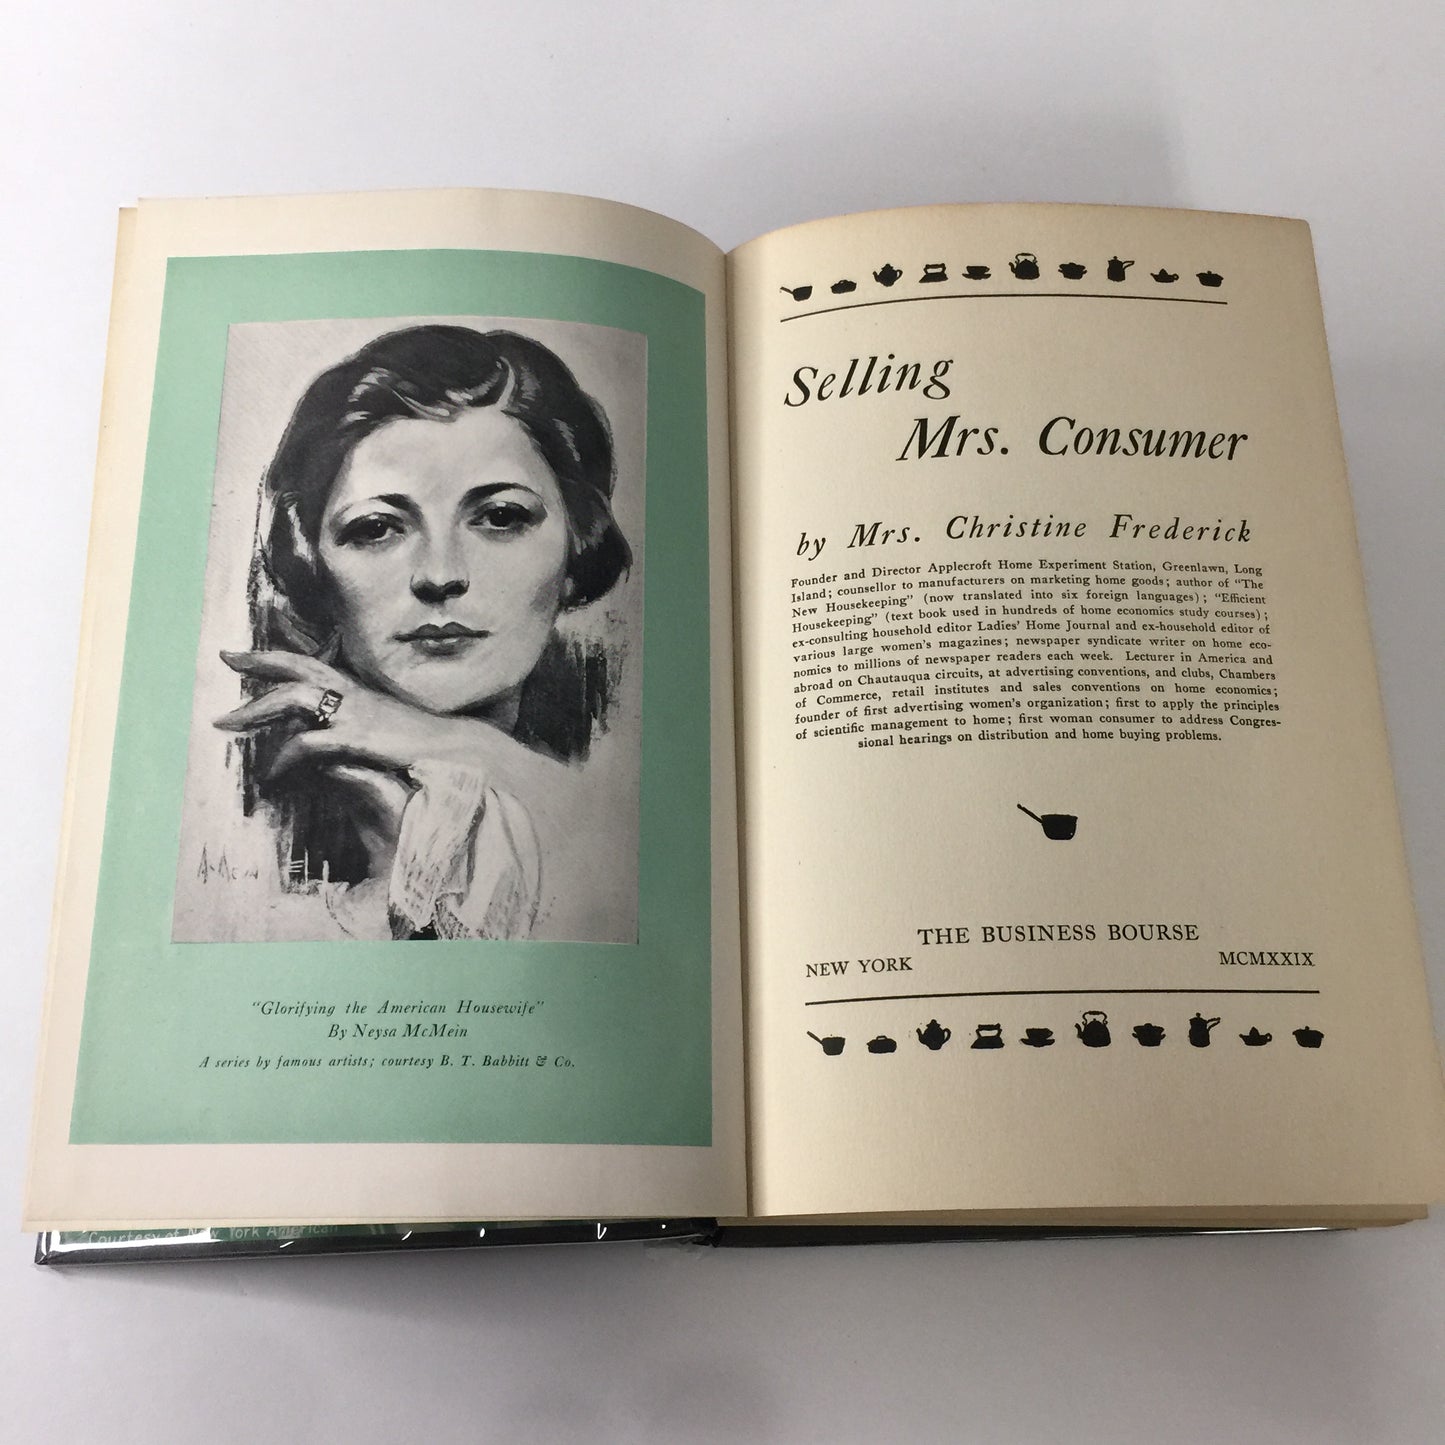 "Glorifying the American Housewife"
By Neysa McMein
A series by famous artists; courtesy B. T. Babbitt & Co.
Courtesy of New York American
Selling
Mrs. Consumer
by Mrs. Christine Frederick
Founder and Director Applecroft Home Experiment Station, Greenlawn, Long
Island; counsellor to manufacturers on marketing home goods; author of "The
New Housekeeping" (now translated into six foreign languages); "Efficient
Housekeeping" (text book used in hundreds of home economics study courses);
ex-consulting household editor Ladies' Home Journal and ex-household editor of
various large women's magazines; newspaper syndicate writer on home eco-
nomics to millions of newspaper readers each week. Lecturer in America and
abroad on Chautauqua circuits, at advertising conventions, and clubs, Chambers
of Commerce, retail institutes and sales conventions on home economics;
founder of first advertising women's organization; first to apply the principles
of scientific management to home; first woman consumer to address Congres-
sional hearings on distribution and home buying problems.
THE BUSINESS BOURSE
NEW YORK MCMXXIX